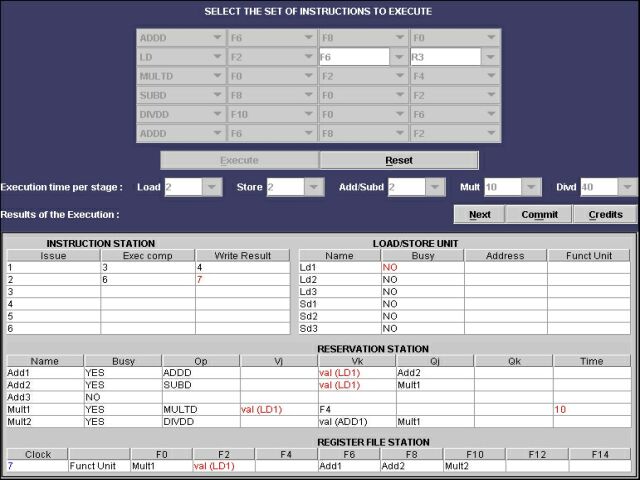 SELECT THE SET OF INSTRUCTIONS TO EXECUTE
ADDD F6 F8 F0
LD F2 F6 R3
MULTD F0 F2 F4
SUBD F8 F0 F2
DIVDD F10 F0 F6
ADDD F6 F8 F2
Execute Reset
Execution time per stage : Load 2 Store 2 Add/Subd 2 Mult 10 Divd 40
Results of the Execution : Next Commit Credits
INSTRUCTION STATION LOAD/STORE UNIT
Issue Exec comp Write Result Name Busy Address Funct Unit
1 3 4 Ld1 NO
2 6 7 Ld2 NO
3 Ld3 NO
4 Sd1 NO
5 Sd2 NO
6 Sd3 NO
RESERVATION STATION
Name Busy Op Vj Vk Qj Qk Time
Add1 YES ADDD val (LD1) Add2
Add2 YES SUBD val (LD1) Mult1
Add3 NO
Mult1 YES MULTD val (LD1) F4 10
Mult2 YES DIVDD val (ADD1) Mult1
REGISTER FILE STATION
Clock F0 F2 F4 F6 F8 F10 F12 F14
7 Funct Unit Mult1 val (LD1) Add1 Add2 Mult2